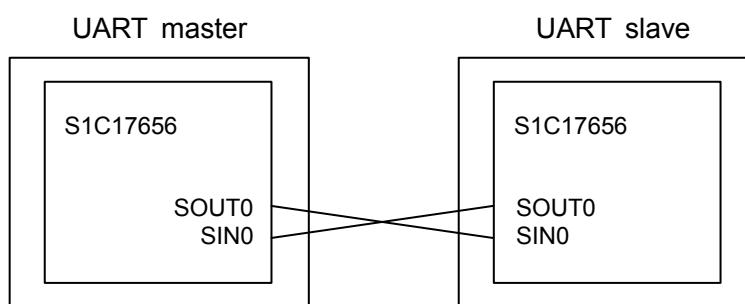 UART master
UART slave
S1C17656
S1C17656
SOUT0
SIN0
SOUT0
SIN0